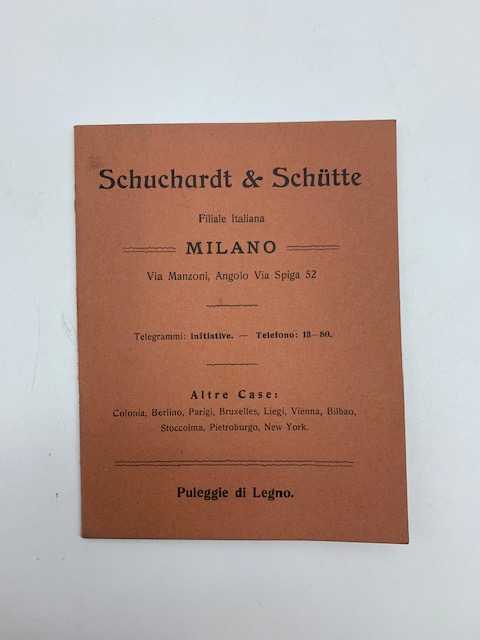 Schuchardt & Schütte
Filiale Italiana
MILANO
Via Manzoni, Angolo Via Spiga 52
Telegrammi: Initiative. — Telefono: 13—80.
Altre Case:
Colonia, Berlino, Parigi, Bruxelles, Liegi, Vienna, Bilbao,
Stoccolma, Pietroburgo, New York.
Puleggie di Legno.